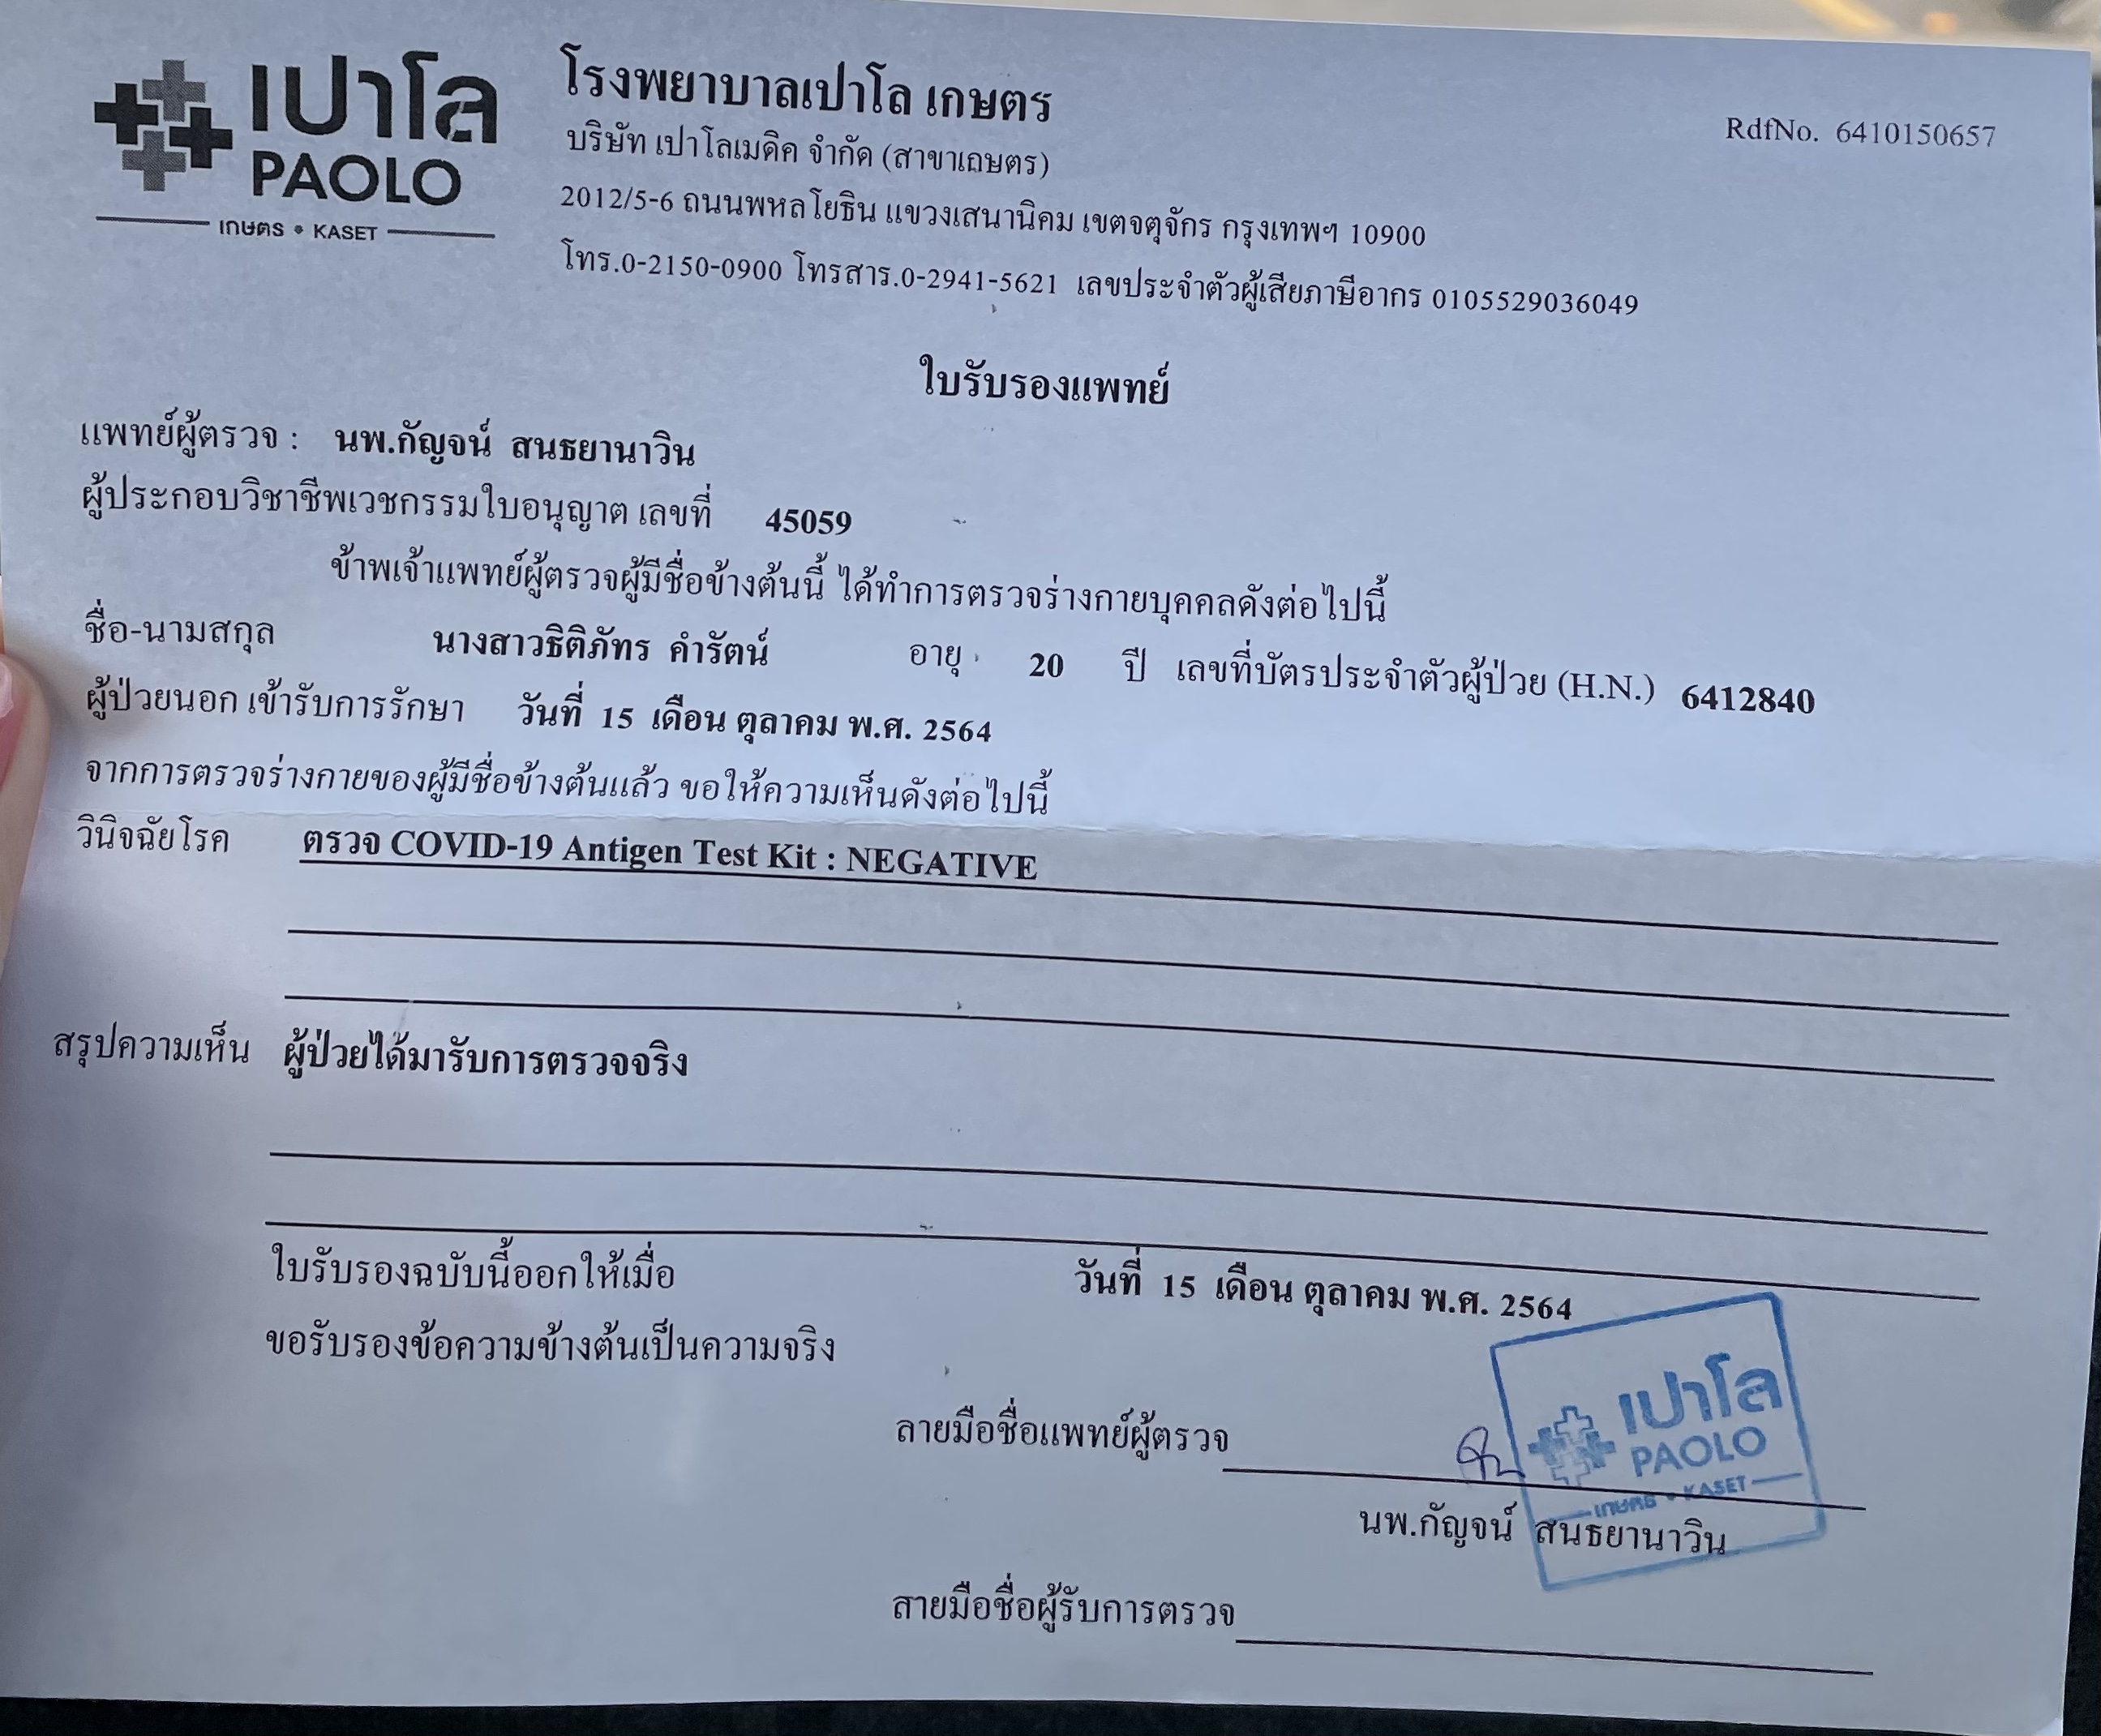 เปาโล
PAOLO
เกษตร • KASET
โรงพยาบาลเปาโล เกษตร
บริษัท เปาโลเมดิค จำกัด (สาขาเกษตร)
2012/5-6 ถนนพหลโยธิน แขวงเสนานิคม เขตจตุจักร กรุงเทพฯ 10900
โทร.0-2150-0900 โทรสาร.0-2941-5621 เลขประจำตัวผู้เสียภาษีอากร 0105529036049
RdfNo. 6410150657
ใบรับรองแพทย์
แพทย์ผู้ตรวจ : นพ.กัญจน์ สนธยานาวิน
ผู้ประกอบวิชาชีพเวชกรรมใบอนุญาต เลขที่ 45059
ข้าพเจ้าแพทย์ผู้ตรวจผู้มีชื่อข้างต้นนี้ ได้ทำการตรวจร่างกายบุคคลดังต่อไปนี้
ชื่อ-นามสกุล นางสาวธิติภัทร คำรัตน์ อายุ 20 ปี เลขที่บัตรประจำตัวผู้ป่วย (H.N.) 6412840
ผู้ป่วยนอก เข้ารับการรักษา วันที่ 15 เดือน ตุลาคม พ.ศ. 2564
จากการตรวจร่างกายของผู้มีชื่อข้างต้นแล้ว ขอให้ความเห็นดังต่อไปนี้
วินิจฉัยโรค ตรวจ COVID-19 Antigen Test Kit : NEGATIVE
สรุปความเห็น ผู้ป่วยได้มารับการตรวจจริง
ใบรับรองฉบับนี้ออกให้เมื่อ วันที่ 15 เดือน ตุลาคม พ.ศ. 2564
ขอรับรองข้อความข้างต้นเป็นความจริง
ลายมือชื่อแพทย์ผู้ตรวจ
เปาโล
PAOLO
เกษตร • KASET
นพ.กัญจน์ สนธยานาวิน
สายมือชื่อผู้รับการตรวจ